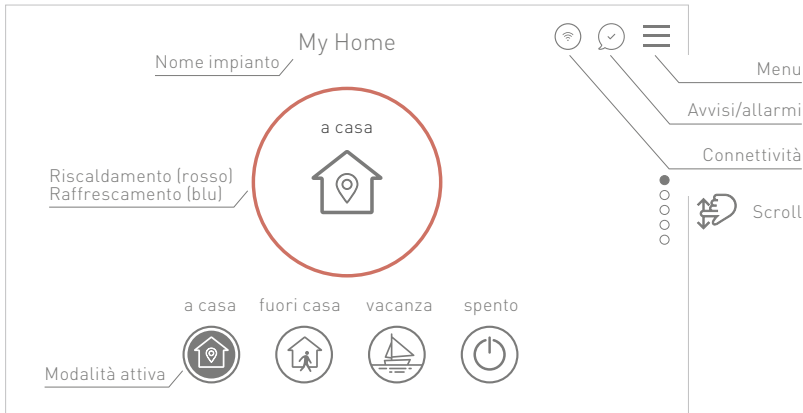 My Home
Nome impianto
Menu
a casa
Avvisi/allarmi
Connettività
Riscaldamento (rosso)
Raffrescamento (blu)
Scroll
a casa fuori casa vacanza spento
Modalità attiva